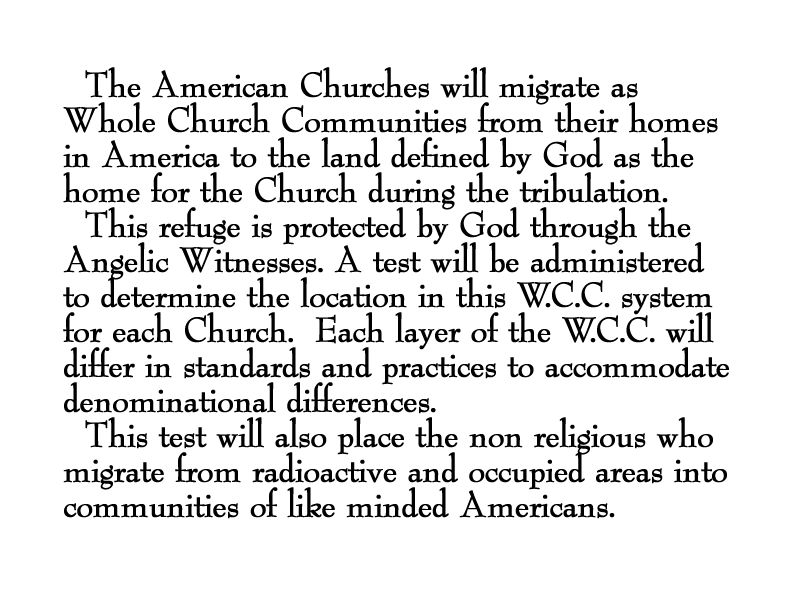 The American Churches will migrate as
Whole Church Communities from their homes
in America to the land defined by God as the
home for the Church during the tribulation.
This refuge is protected by God through the
Angelic Witnesses. A test will be administered
to determine the location in this W.C.C. system
for each Church.  Each layer of the W.C.C. will
differ in standards and practices to accommodate
denominational differences.
This test will also place the non religious who
migrate from radioactive and occupied areas into
communities of like minded Americans.